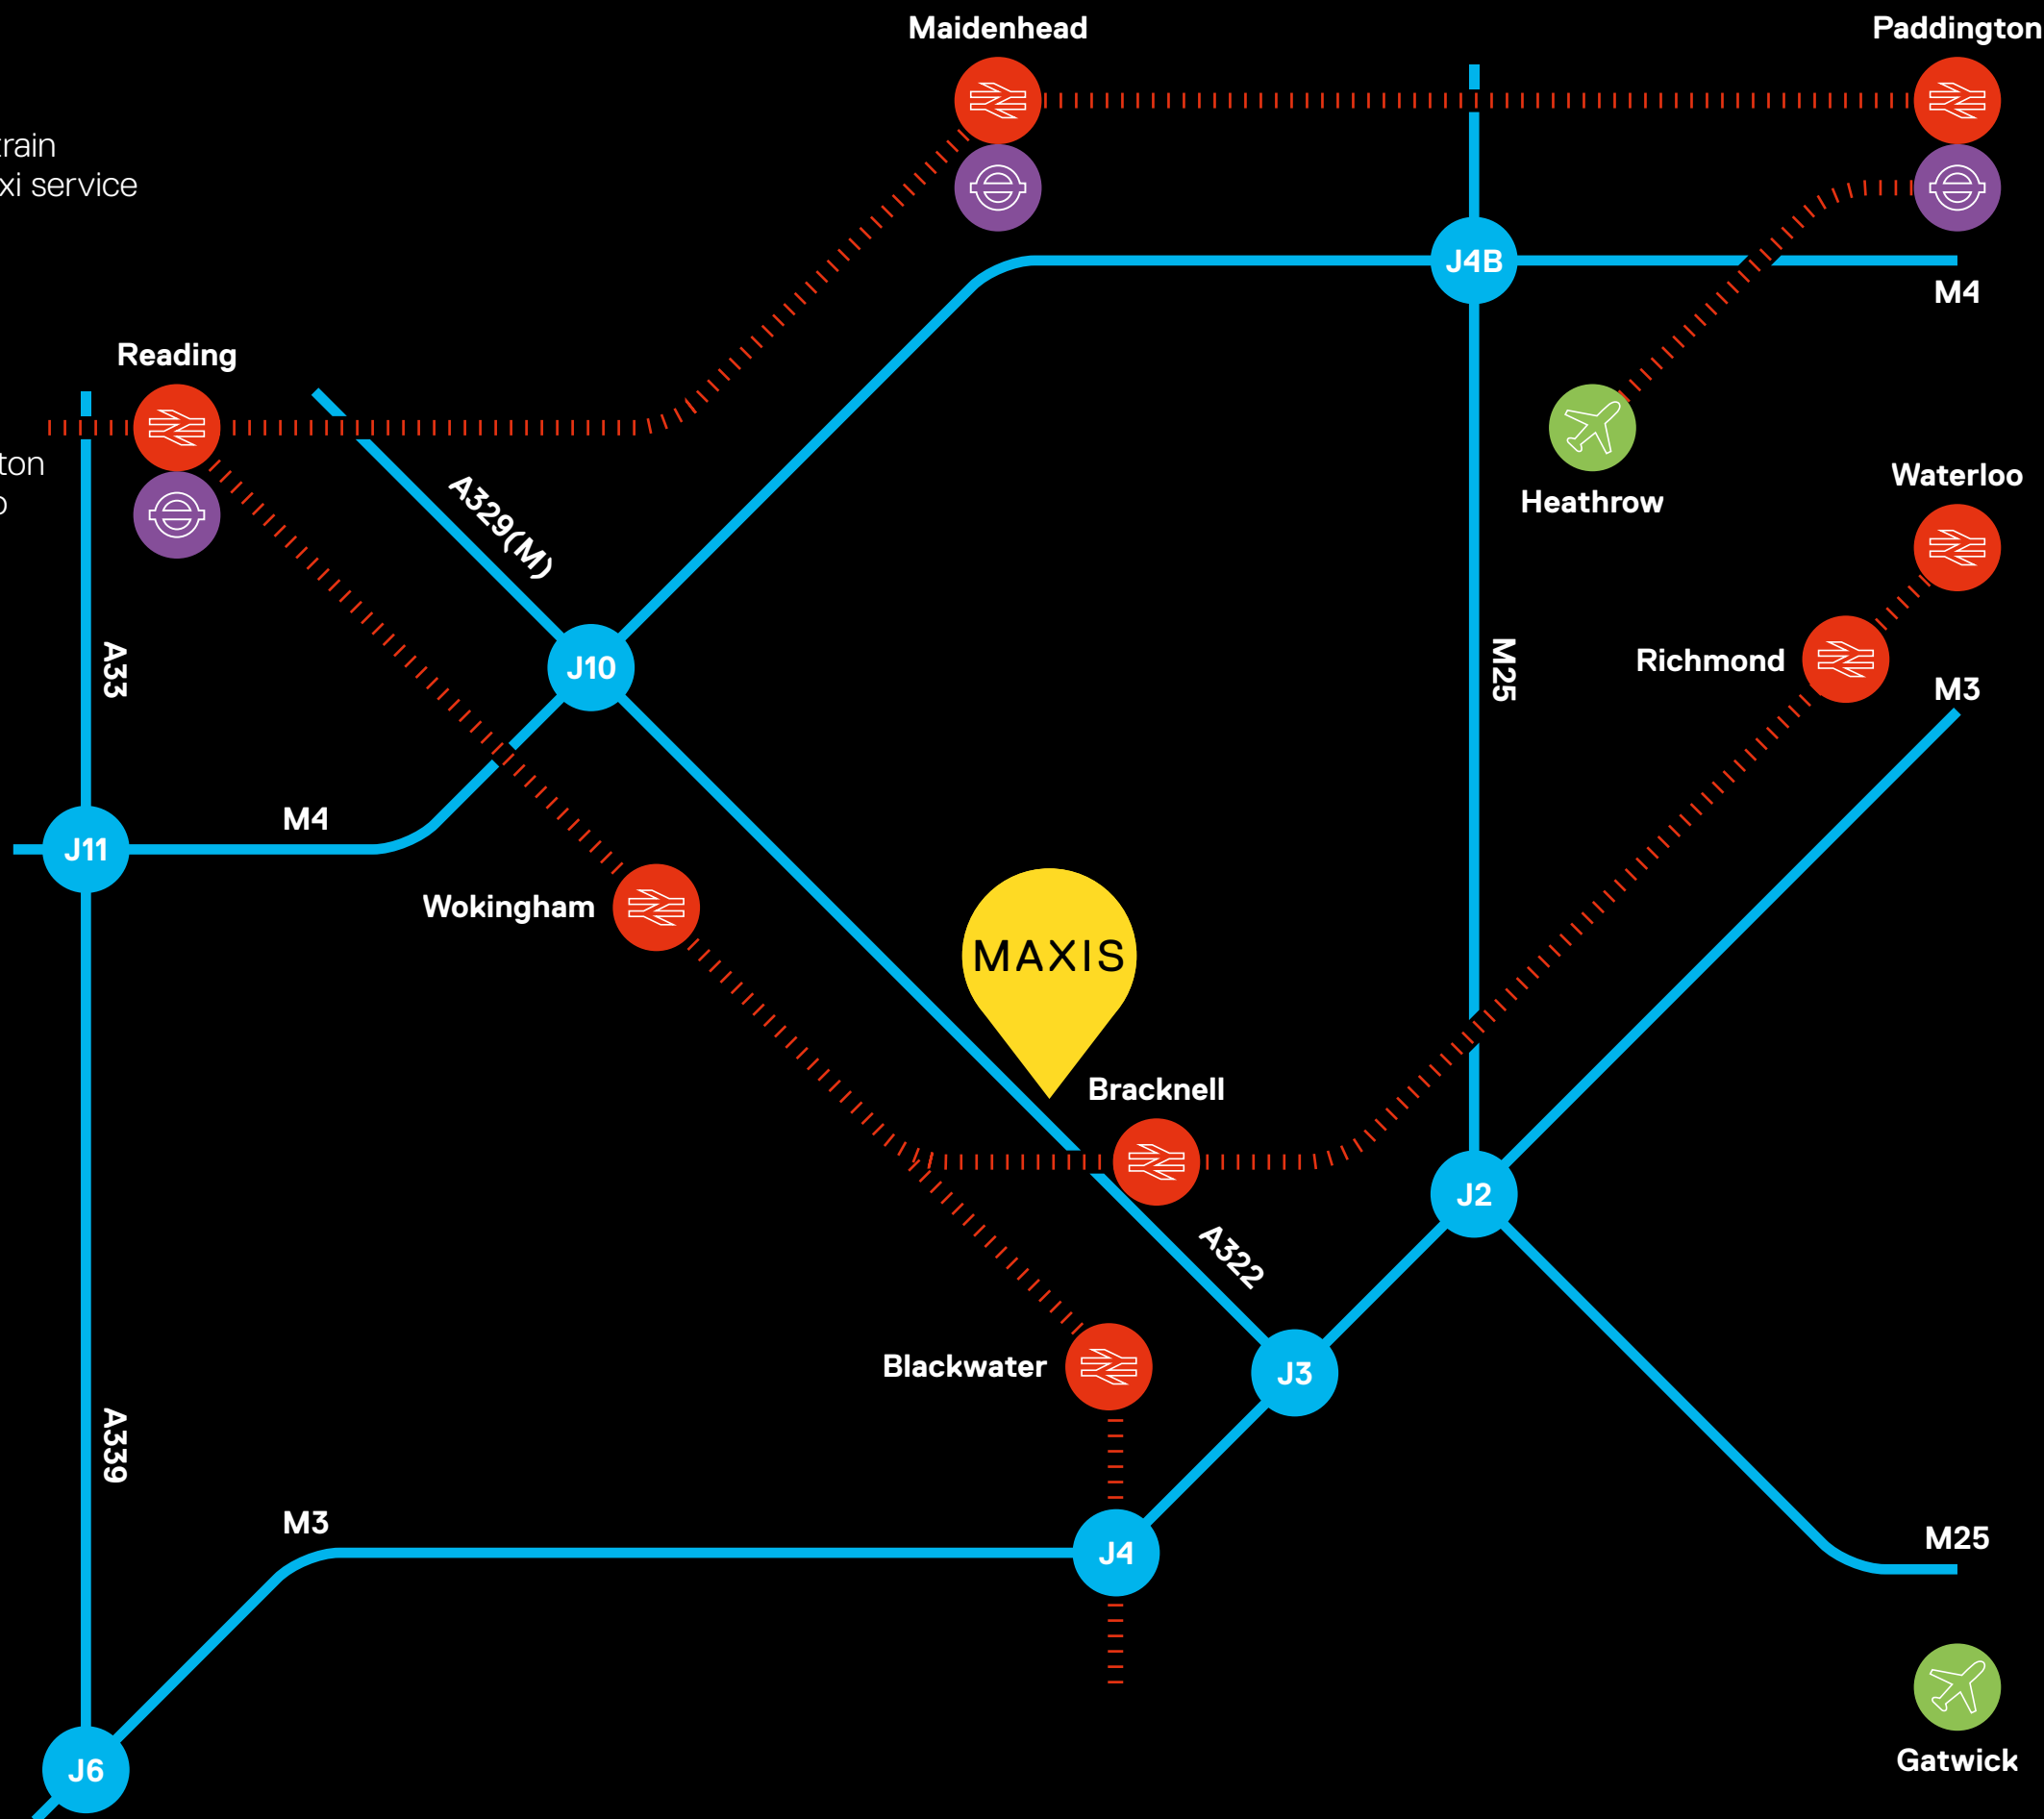 Maidenhead
Paddington
rain
xi service
J4B
M4
Reading
ton
Heathrow
Waterloo
A329(M)
A33
J10
M25
Richmond
M3
M4
J11
Wokingham
MAXIS
Bracknell
J2
A322
Blackwater
J3
A339
M3
J4
M25
J6
Gatwick